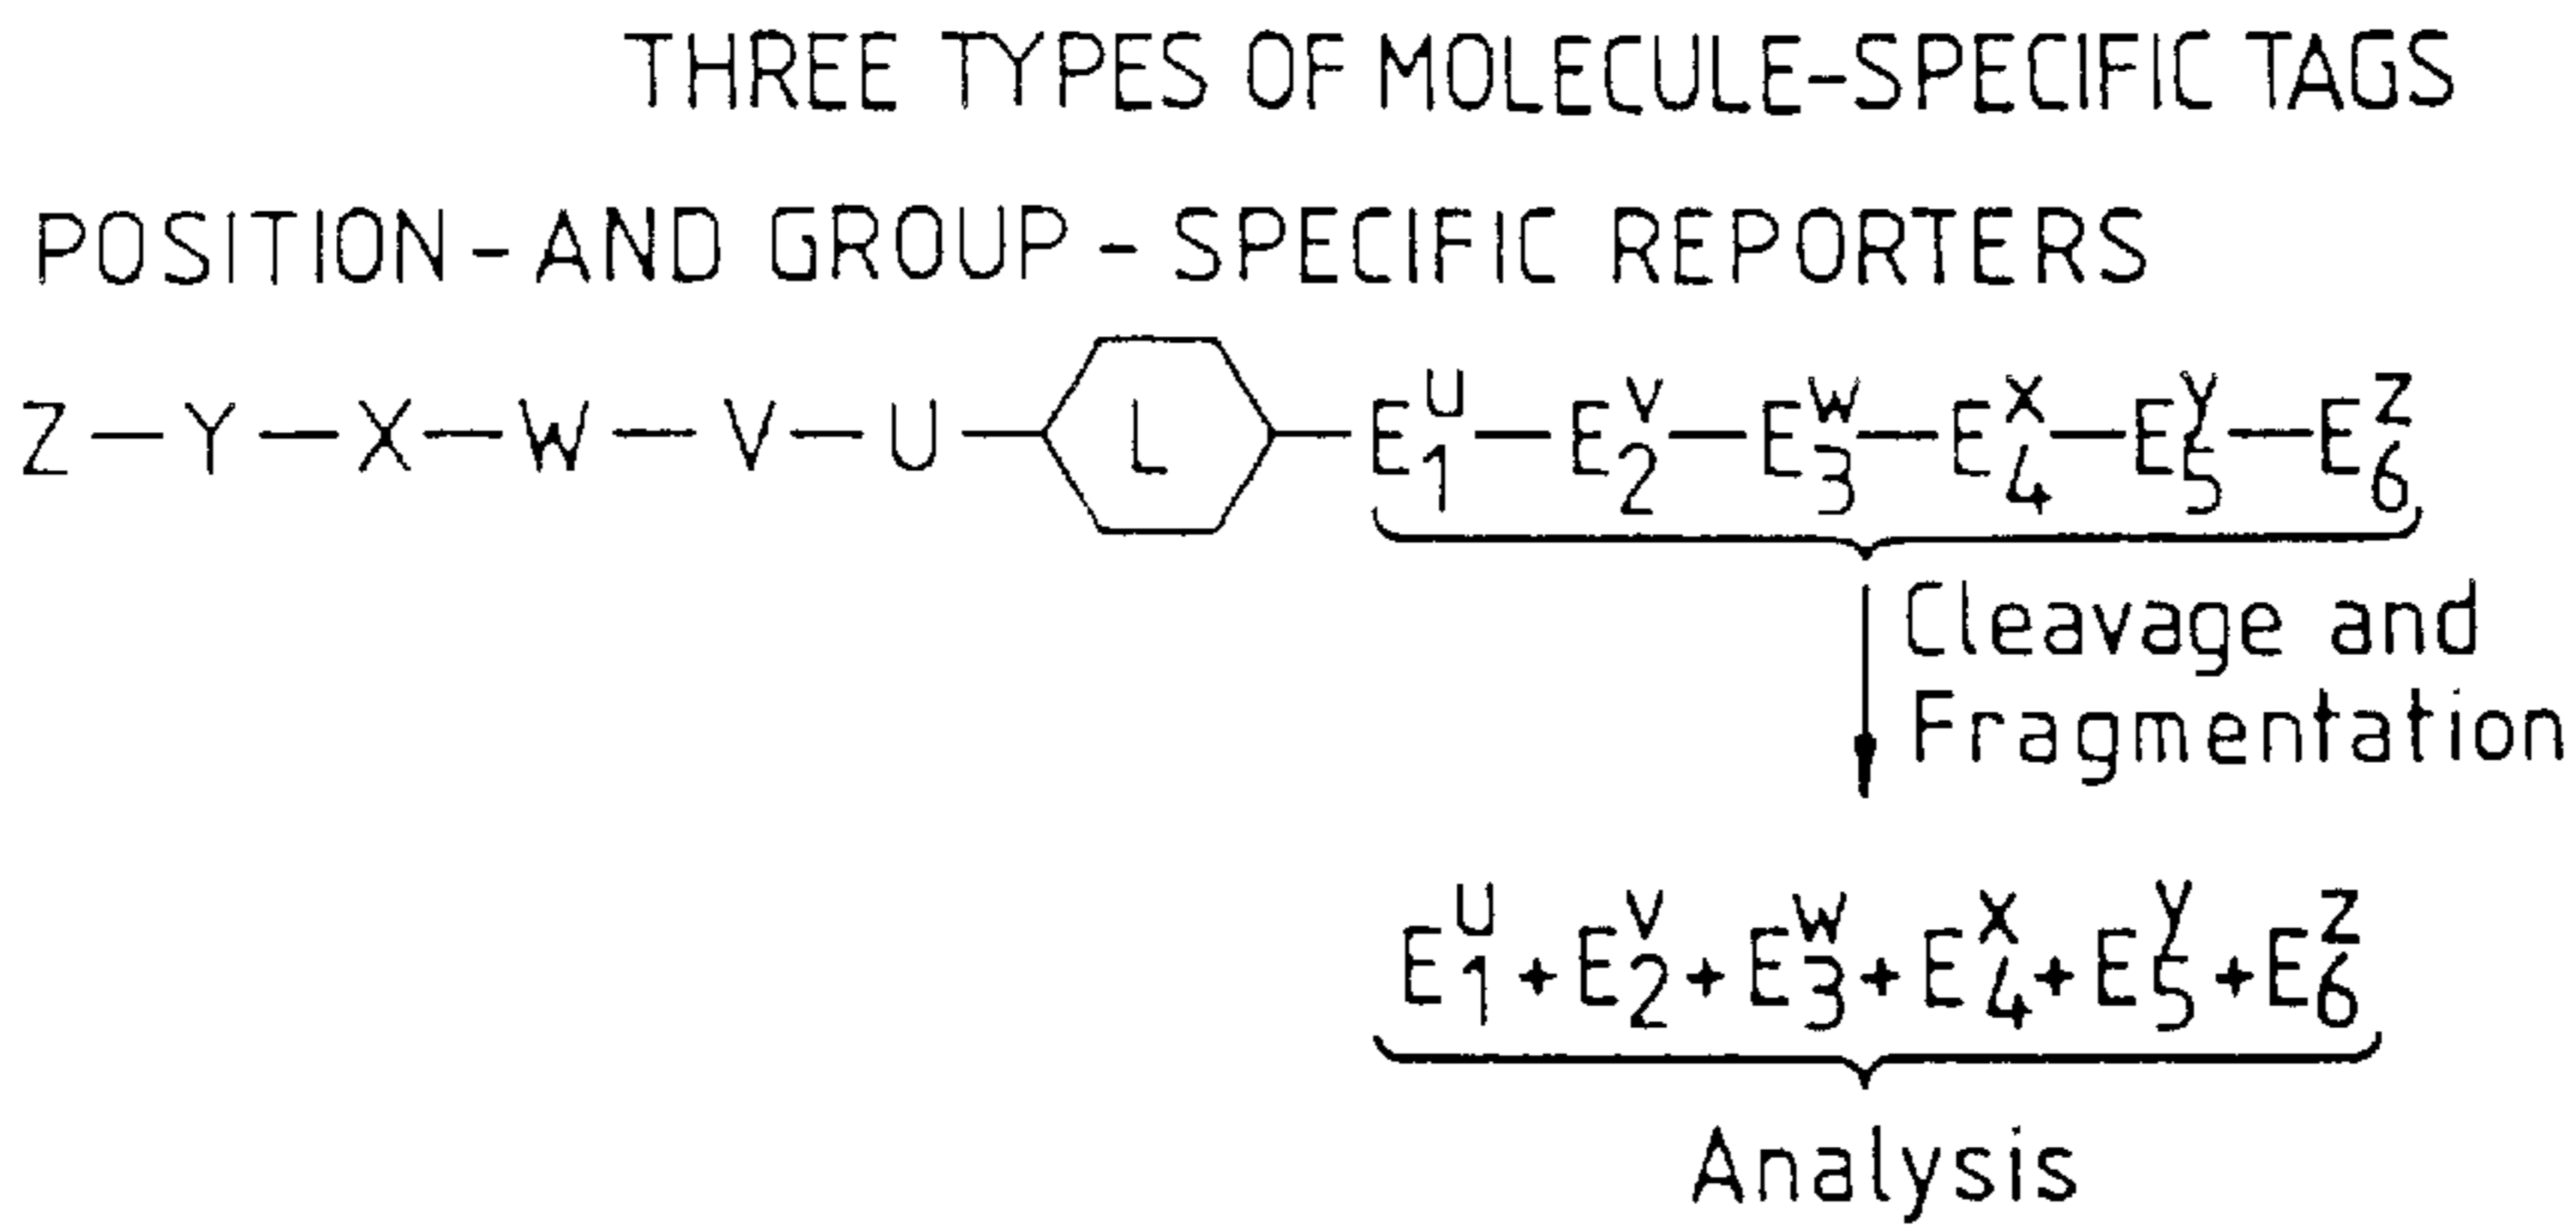 THREE TYPES OF MOLECULE-SPECIFIC TAGS
POSITION - AND GROUP - SPECIFIC REPORTERS
Z—Y—X—W—V—U—L—E₁ᵁ—E₂ⱽ—E₃ᵂ—E₄ˣ—E₅ʸ—E₆ᶻ
Cleavage and
Fragmentation
E₁ᵁ+E₂ⱽ+E₃ᵂ+E₄ˣ+E₅ʸ+E₆ᶻ
Analysis